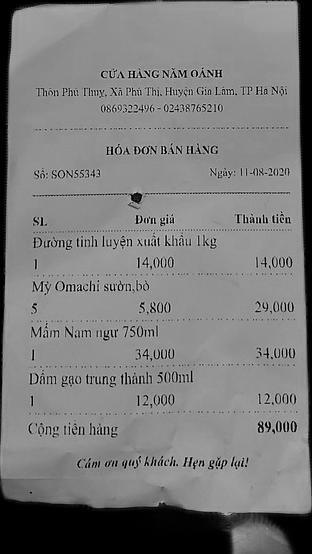 CỬA HÀNG NĂM OÁNH
Thôn Phú Thuỵ, Xã Phú Thị, Huyện Gia Lâm, TP Hà Nội
0869322496 - 02438765210
HÓA ĐƠN BÁN HÀNG
Số: SON55343 Ngày: 11-08-2020
SL Đơn giá Thành tiền
Đường tinh luyện xuất khẩu 1kg
1 14,000 14,000
Mỳ Omachi sườn,bò
5 5,800 29,000
Mắm Nam ngư 750ml
1 34,000 34,000
Dấm gạo trung thành 500ml
1 12,000 12,000
Cộng tiền hàng 89,000
Cám ơn quý khách. Hẹn gặp lại!